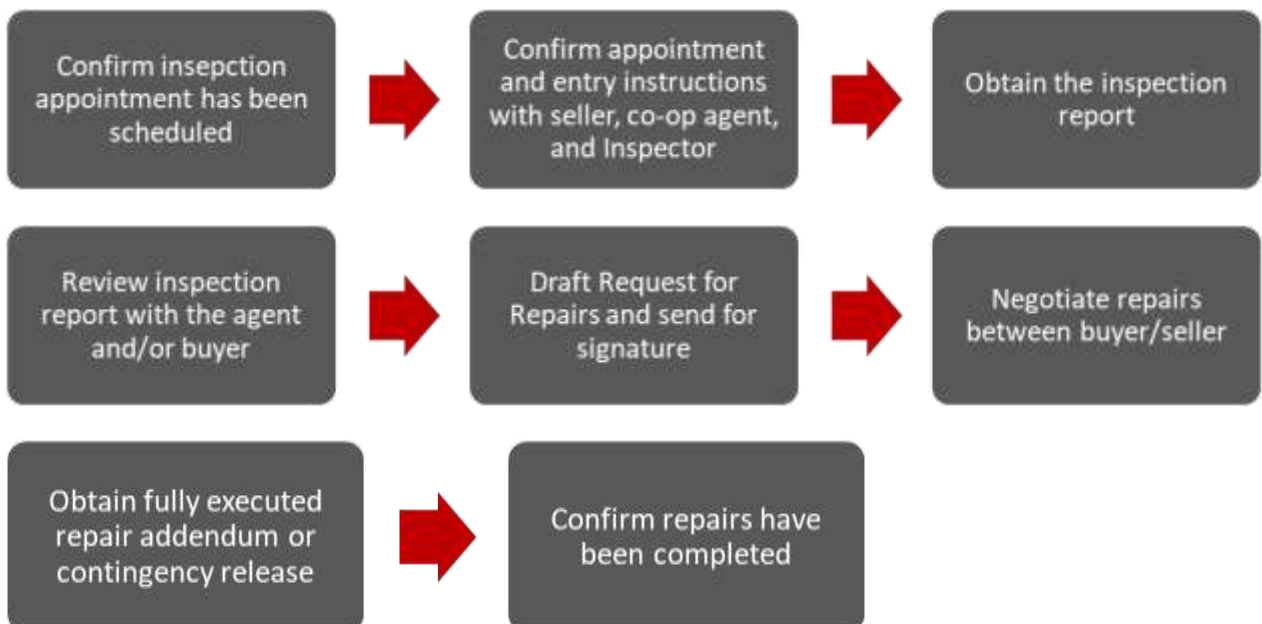 Confirm insepction
appointment has been
scheduled
Confirm appointment
and entry instructions
with seller, co-op agent,
and Inspector
Obtain the inspection
report
Review inspection
report with the agent
and/or buyer
Draft Request for
Repairs and send for
signature
Negotiate repairs
between buyer/seller
Obtain fully executed
repair addendum or
contingency release
Confirm repairs have
been completed